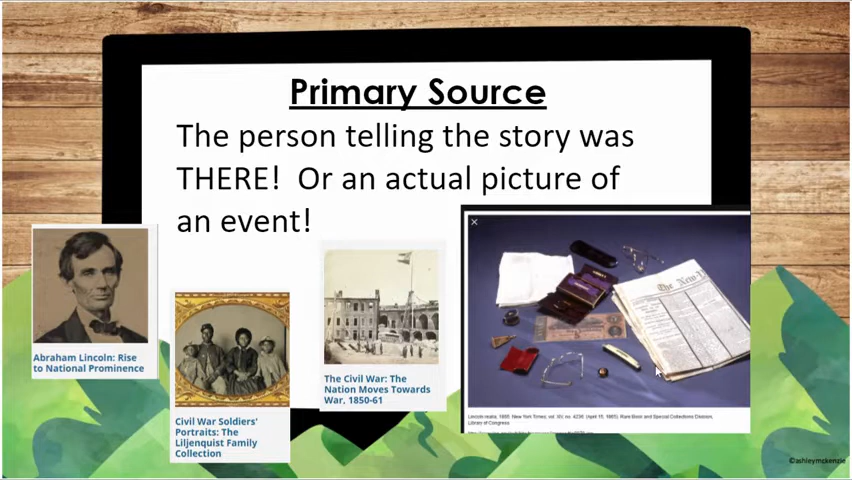 Primary Source
The person telling the story was
THERE! Or an actual picture of
an event!
Abraham Lincoln: Rise
to National Prominence
Civil War Soldiers'
Portraits: The
Liljenquist Family
Collection
The Civil War: The
Nation Moves Towards
War, 1850-61
The New-Y
Library of Congress
©ashleymckenzie